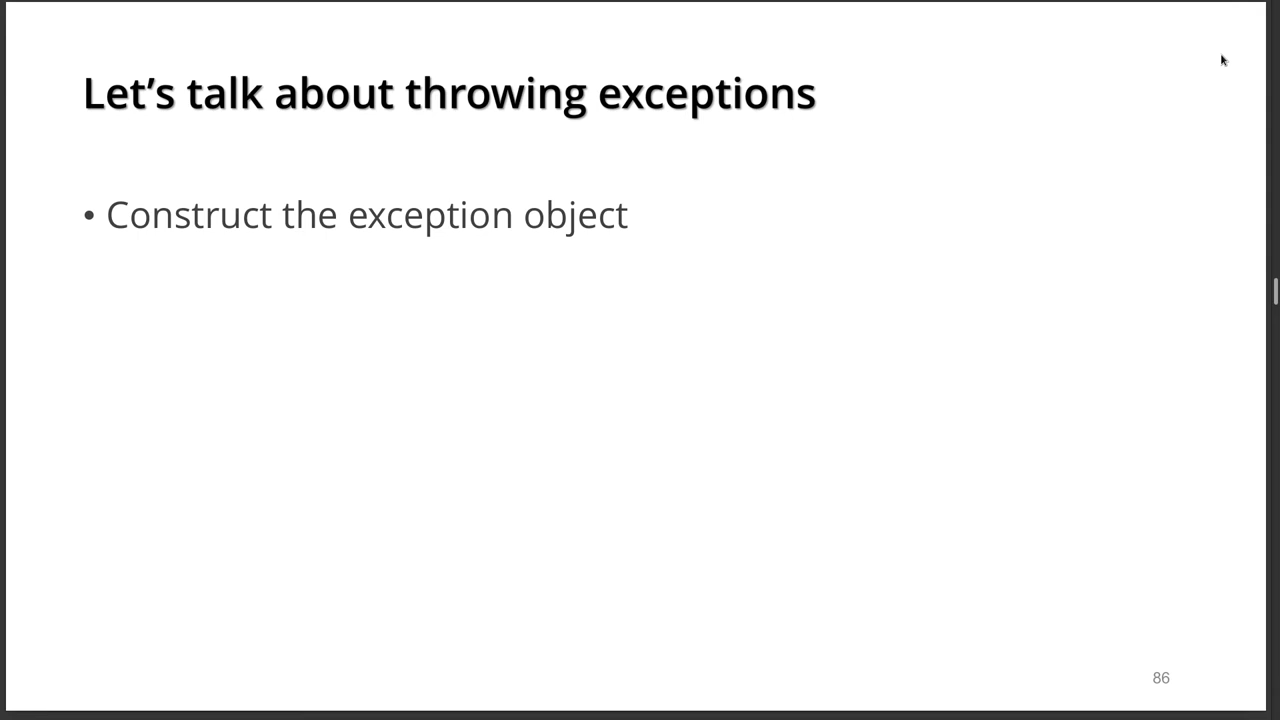 Let’s talk about throwing exceptions
• Construct the exception object
86